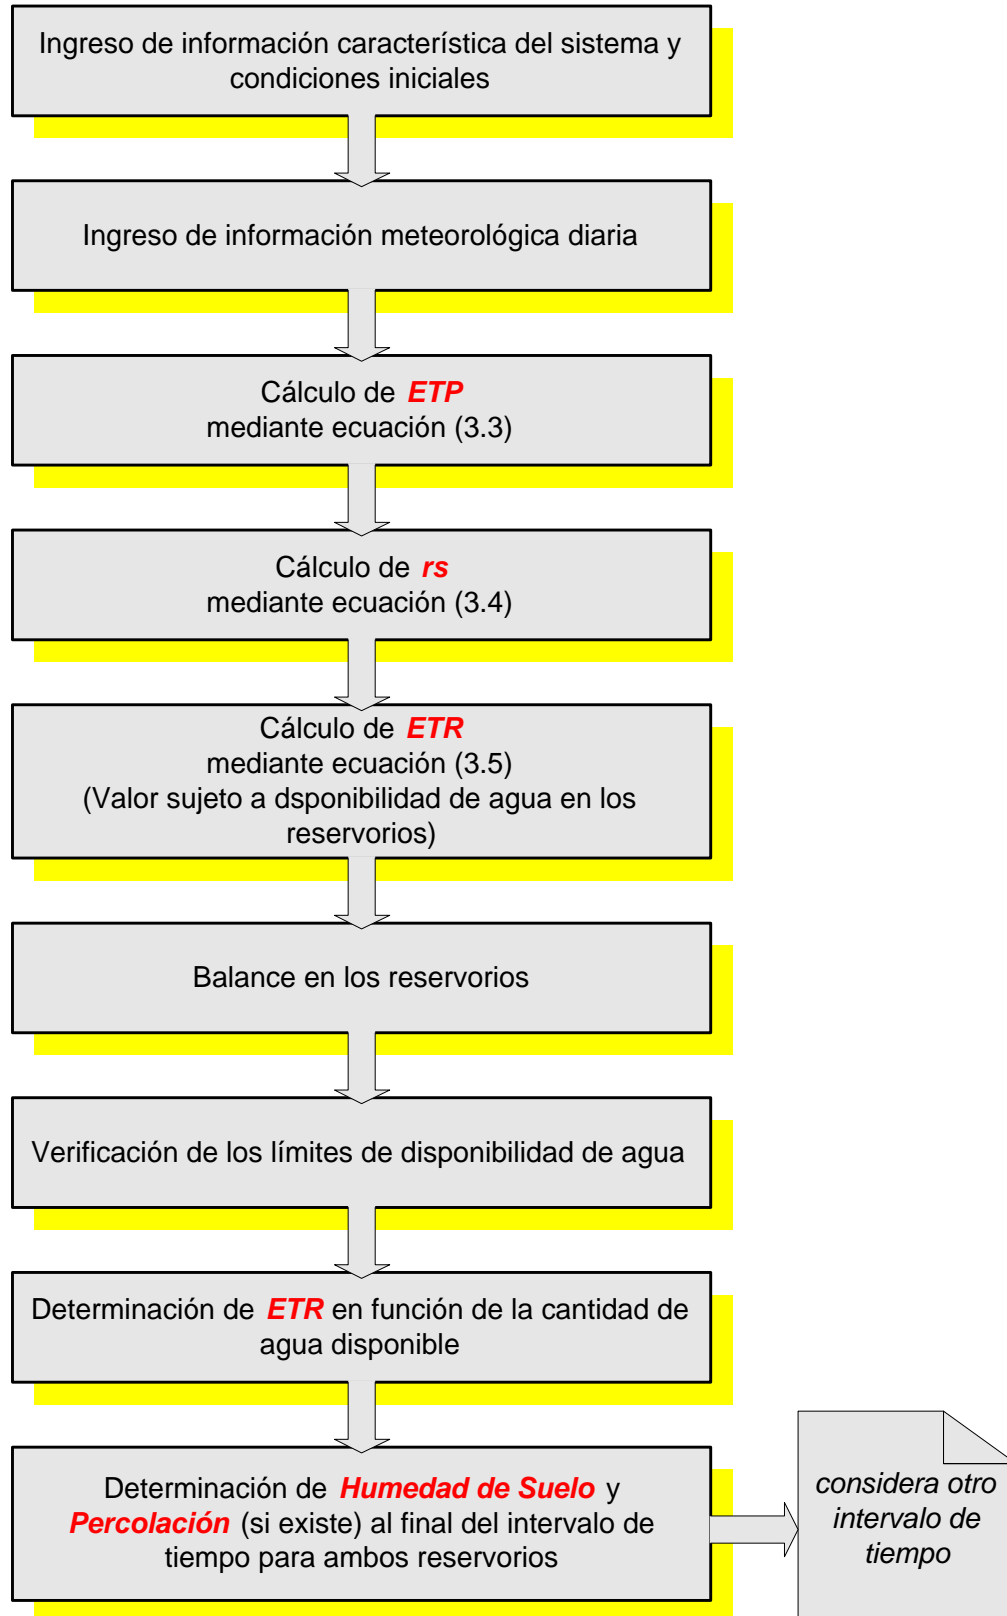 Ingreso de información característica del sistema y
condiciones iniciales
Ingreso de información meteorológica diaria
Cálculo de ETP
mediante ecuación (3.3)
Cálculo de rs
mediante ecuación (3.4)
Cálculo de ETR
mediante ecuación (3.5)
(Valor sujeto a dsponibilidad de agua en los
reservorios)
Balance en los reservorios
Verificación de los límites de disponibilidad de agua
Determinación de ETR en función de la cantidad de
agua disponible
Determinación de Humedad de Suelo y
Percolación (si existe) al final del intervalo de
tiempo para ambos reservorios
considera otro
intervalo de
tiempo